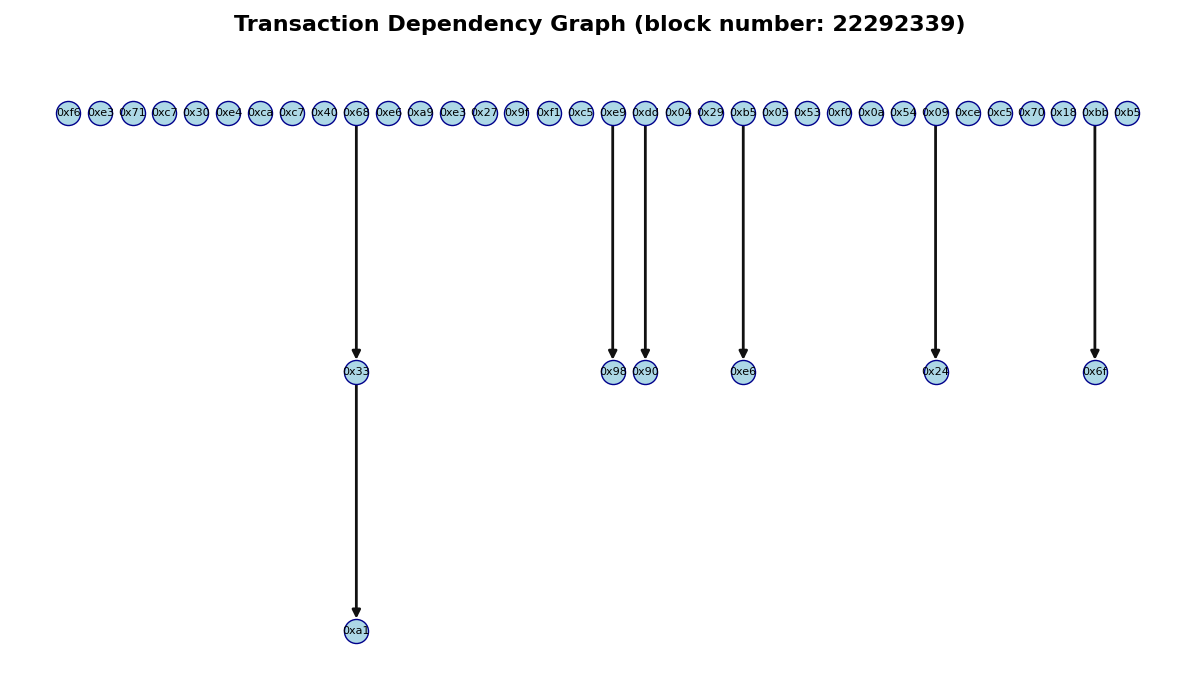 Transaction Dependency Graph (block number: 22292339)
0xf6 0xe3 0x71 0xc7 0x30 0xe4 0xca 0xc7 0x40 0x68 0xe6 0xa9 0xe3 0x27 0x9f 0xf1 0xc5 0xe9 0xdd 0x04 0x29 0xb5 0x05 0x53 0xf0 0x0a 0x54 0x09 0xce 0xc5 0x70 0x18 0xbb 0xb5
0x33 0x98 0x90 0xe6 0x24 0x6f
0xa1